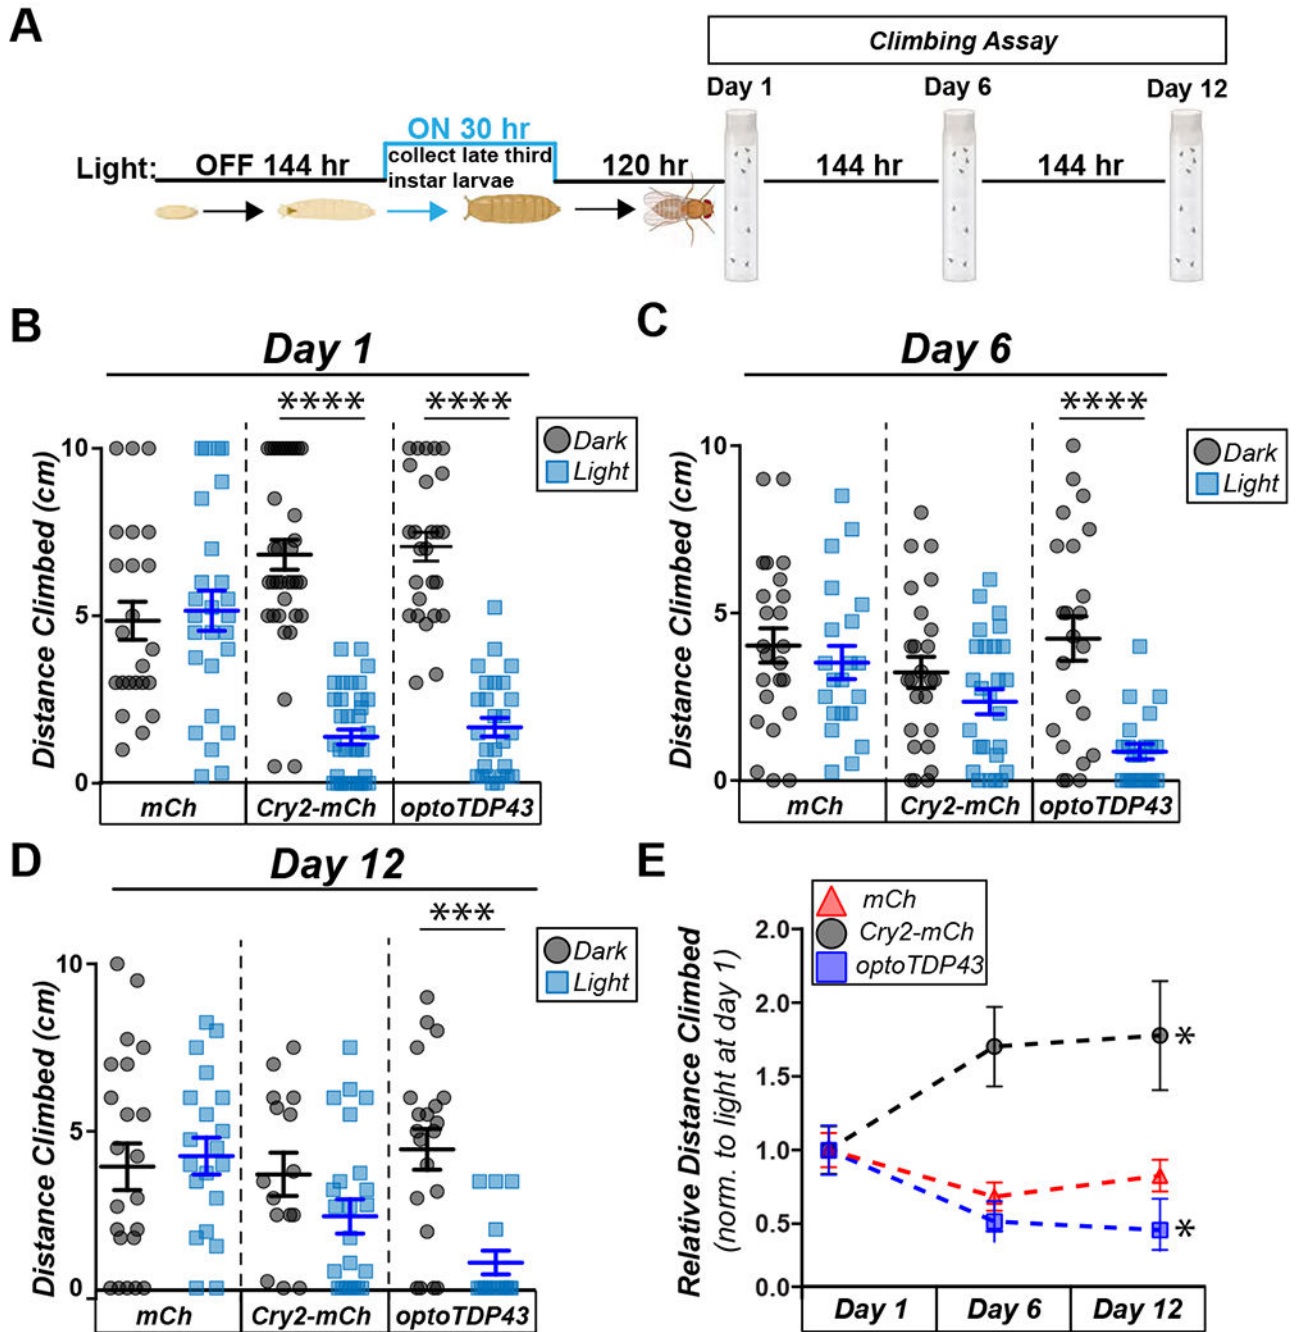 A
Climbing Assay
Day 1
Day 6
Day 12
ON 30 hr
Light:
OFF 144 hr
collect late third
instar larvae
120 hr
144 hr
144 hr
B
Day 1
****
****
Dark
Light
Distance Climbed (cm)
10
5
0
mCh
Cry2-mCh
optoTDP43
C
Day 6
****
Dark
Light
Distance Climbed (cm)
10
5
0
mCh
Cry2-mCh
optoTDP43
D
Day 12
***
Dark
Light
Distance Climbed (cm)
10
5
0
mCh
Cry2-mCh
optoTDP43
E
mCh
Cry2-mCh
optoTDP43
Relative Distance Climbed
(norm. to light at day 1)
2.0
2.0
1.5
1.0
0.5
0.0
*
*
Day 1
Day 6
Day 12